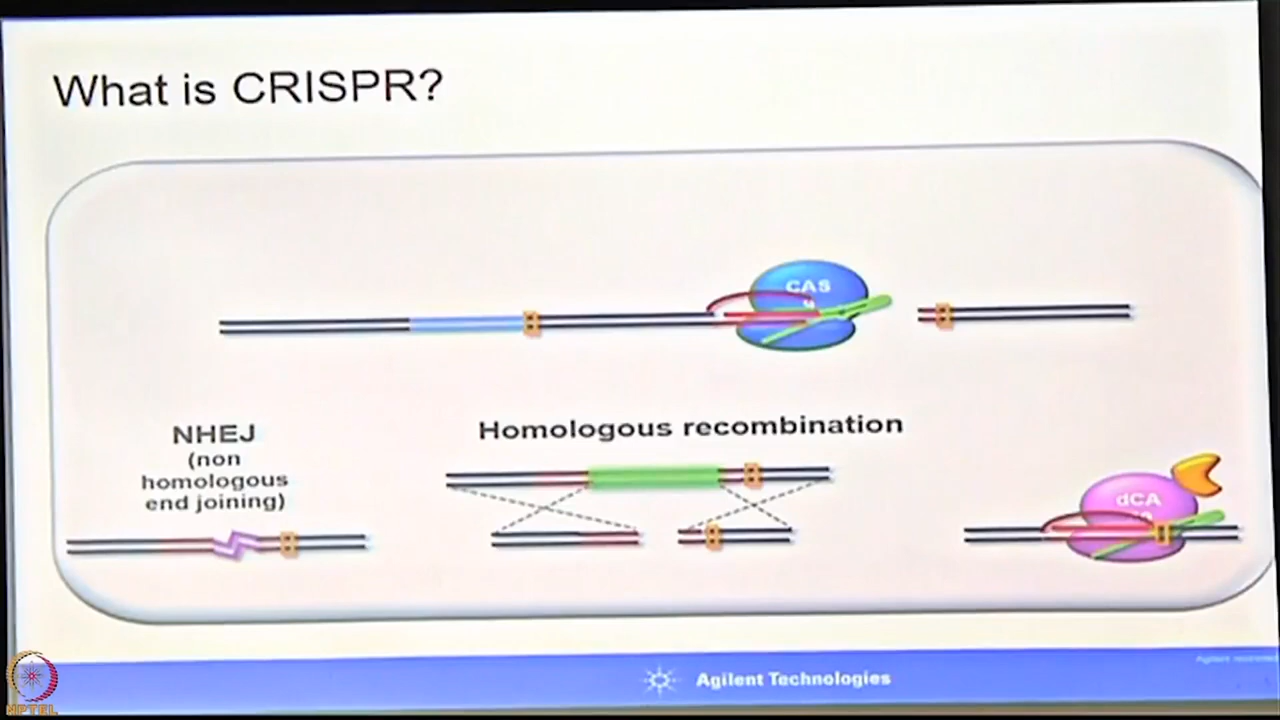 What is CRISPR?
CAS
NHEJ
(non
homologous
end joining)
Homologous recombination
dCA
Agilent Technologies
NPTEL